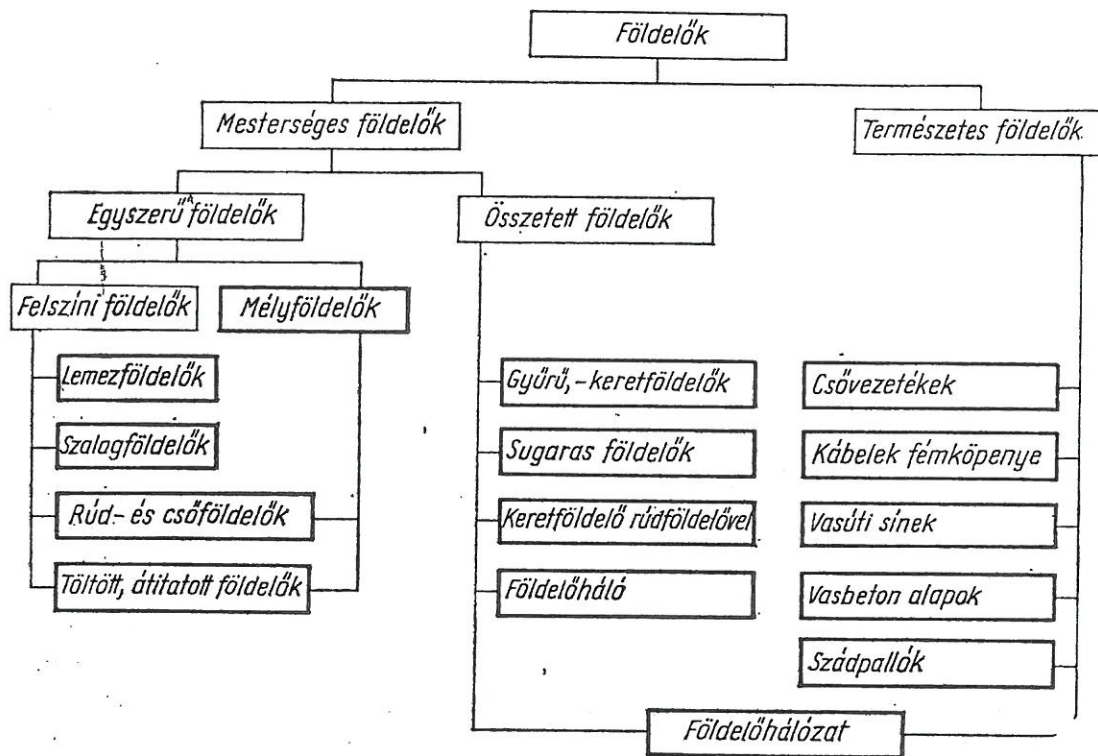 Földelők
Mesterséges földelők
Természetes földelők
Egyszerű földelők
Összetett földelők
Felszíni földelők
Mélyföldelők
Lemezföldelők
Szalagföldelők
Rúd- és csőföldelők
Töltött, átitatott földelők
Gyűrű,-keretföldelők
Sugaras földelők
Keretföldelő rúdföldelővel
Földelőháló
Csővezetékek
Kábelek fémköpenye
Vasúti sínek
Vasbeton alapok
Szádpallók
Földelőhálózat